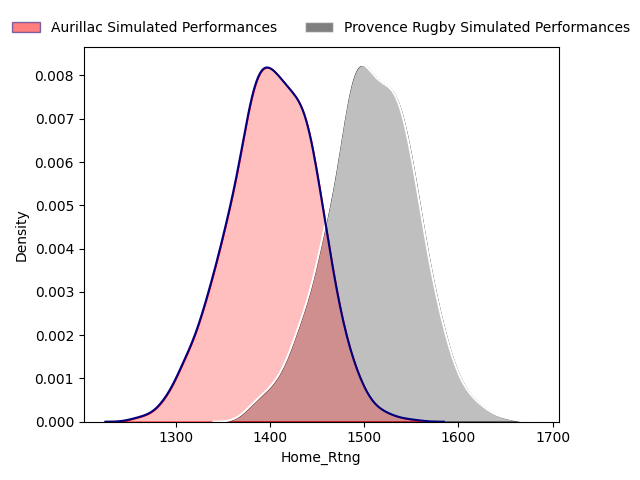 Aurillac Simulated Performances Provence Rugby Simulated Performances
0.008
0.007
0.006
0.005
0.004
0.003
0.002
0.001
0.000
Density
1300 1400 1500 1600 1700
Home_Rtng